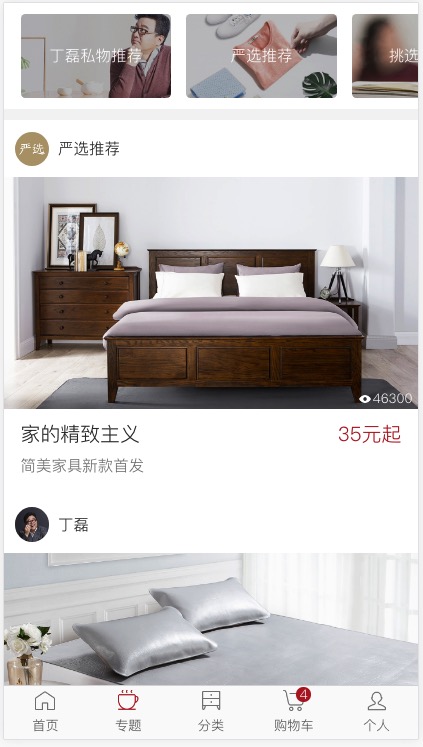 丁磊私物推荐
严选推荐
挑选
严选
严选推荐
46300
家的精致主义
35元起
简美家具新款首发
丁磊
4
首页
专题
分类
购物车
个人